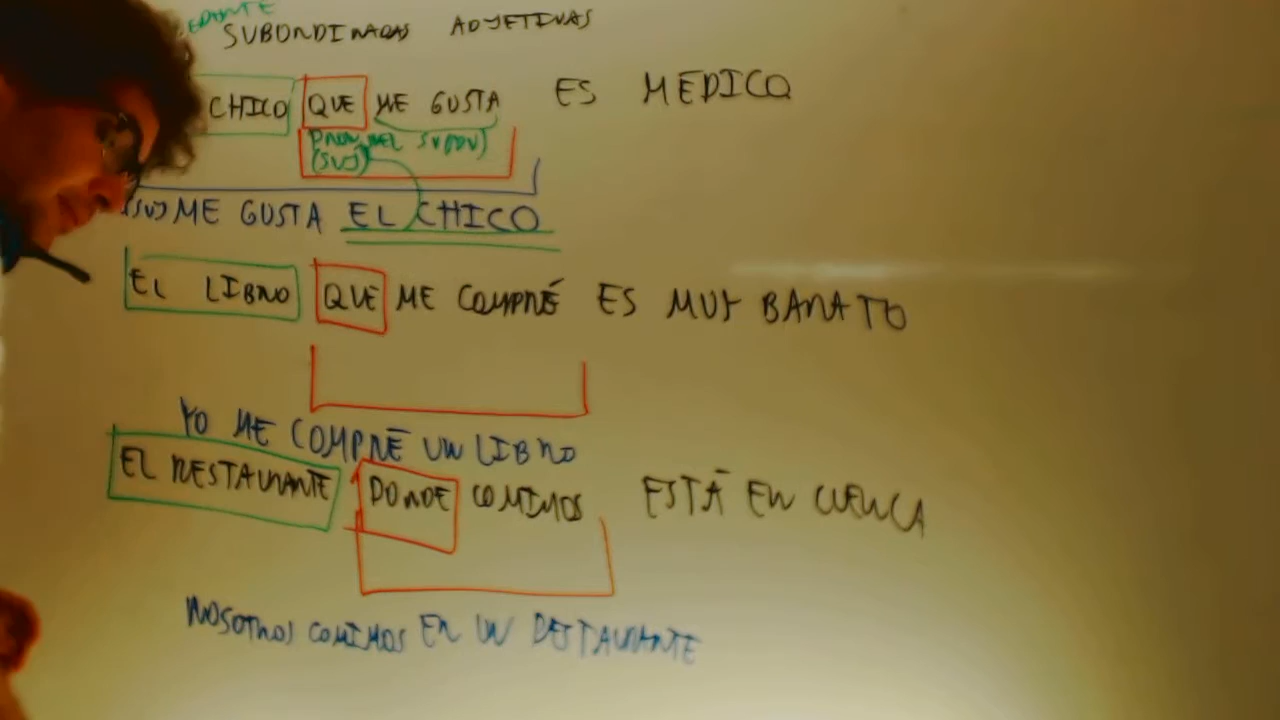 SUBORDINADAS ADJETIVAS
CHICO QUE ME GUSTA ES MEDICO
(SUJ)
(SUJ) ME GUSTA EL CHICO
EL LIBRO QUE ME COMPRÉ ES MUY BARATO
YO ME COMPRÉ UN LIBRO
EL RESTAURANTE DONDE COMIMOS ESTÁ EN CUENCA
NOSOTROS COMIMOS EN UN RESTAURANTE